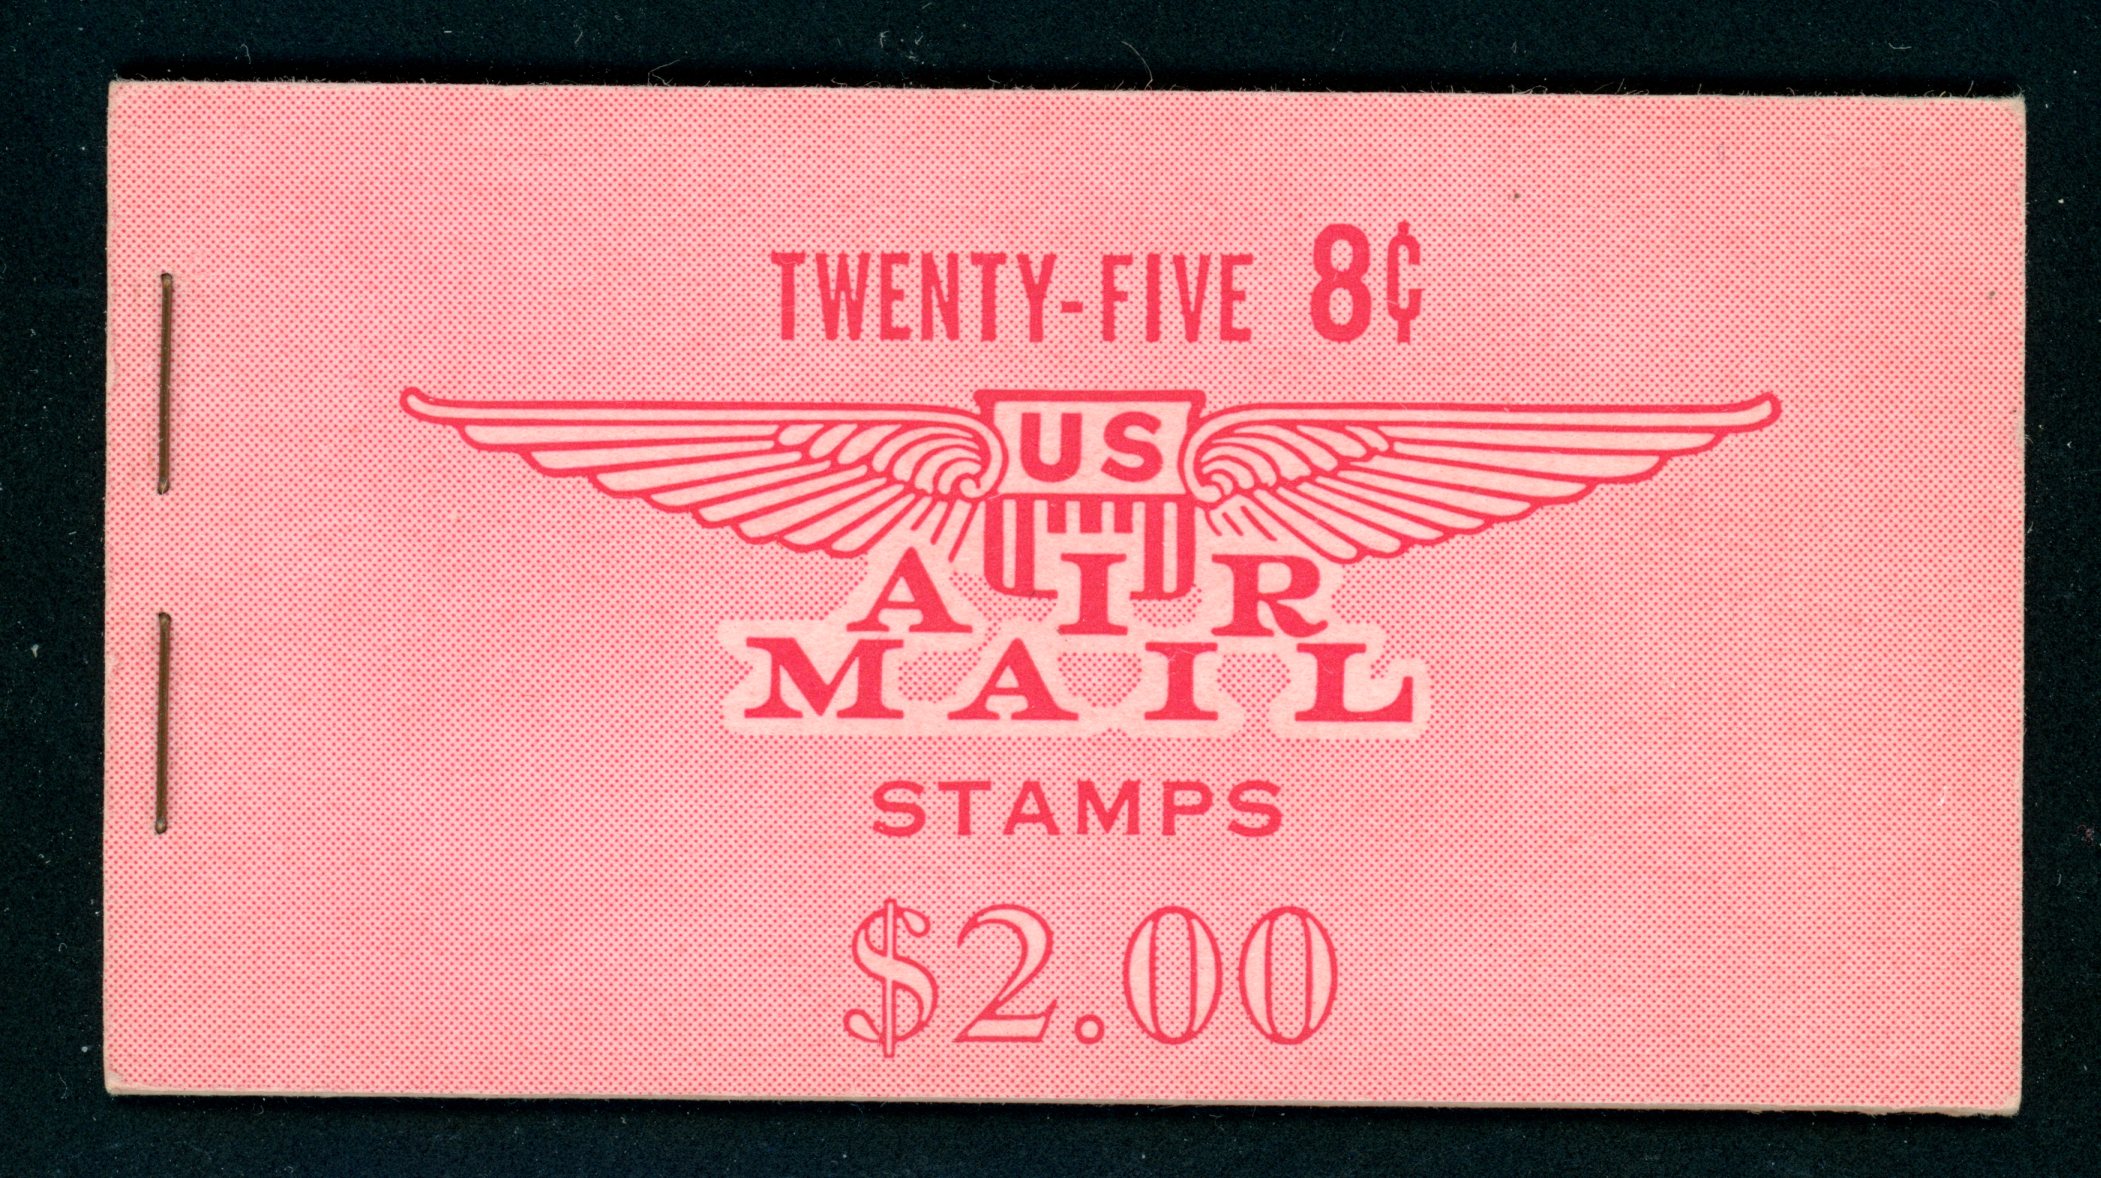 TWENTY-FIVE 8¢
US
AIR
MAIL
STAMPS
$2.00